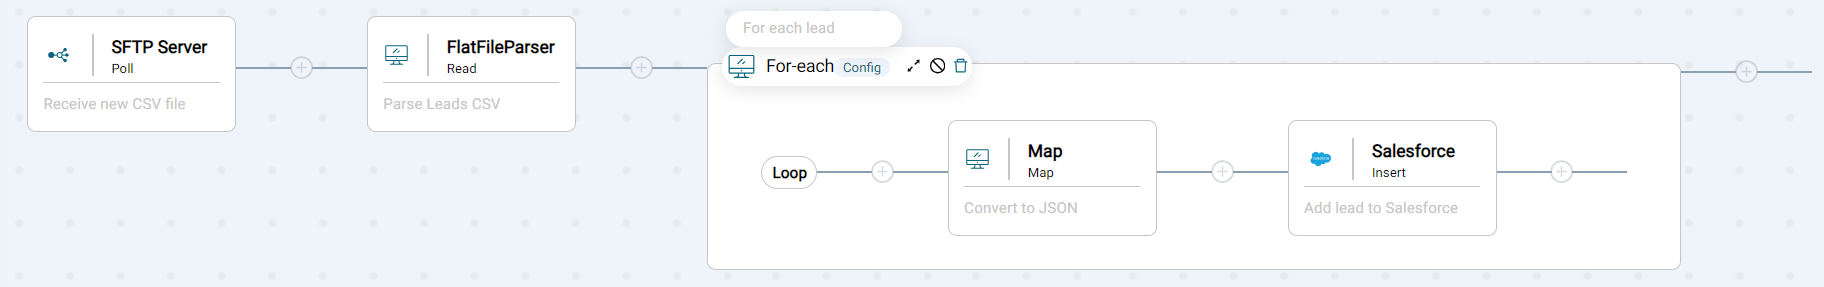 SFTP Server
Poll
Receive new CSV file
FlatFileParser
Read
Parse Leads CSV
For each lead
For-each Config
Loop
Map
Map
Convert to JSON
Salesforce
Insert
Add lead to Salesforce